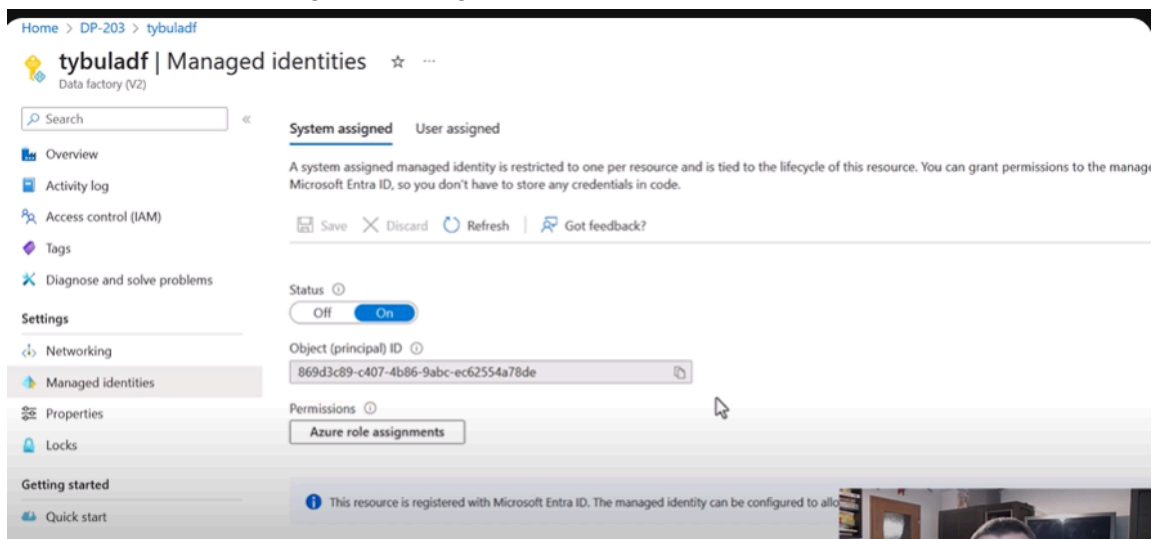 Home > DP-203 > tybuladf
tybuladf | Managed identities
Data factory (V2)
Search
System assigned User assigned
Overview
A system assigned managed identity is restricted to one per resource and is tied to the lifecycle of this resource. You can grant permissions to the manage
Activity log
Microsoft Entra ID, so you don't have to store any credentials in code.
Access control (IAM)
Save Discard Refresh Got feedback?
Tags
Diagnose and solve problems
Status
Off On
Settings
Networking
Object (principal) ID
869d3c89-c407-4b86-9abc-ec62554a78de
Managed identities
Properties
Permissions
Azure role assignments
Locks
Getting started
This resource is registered with Microsoft Entra ID. The managed identity can be configured to allo
Quick start